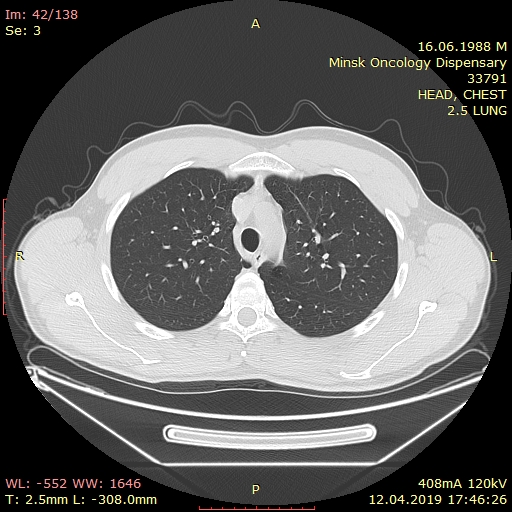 Im: 42/138
Se: 3
A
16.06.1988 M
Minsk Oncology Dispensary
33791
HEAD, CHEST
2.5 LUNG
R
L
WL: -552 WW: 1646
T: 2.5mm L: -308.0mm
P
408mA 120kV
12.04.2019 17:46:26